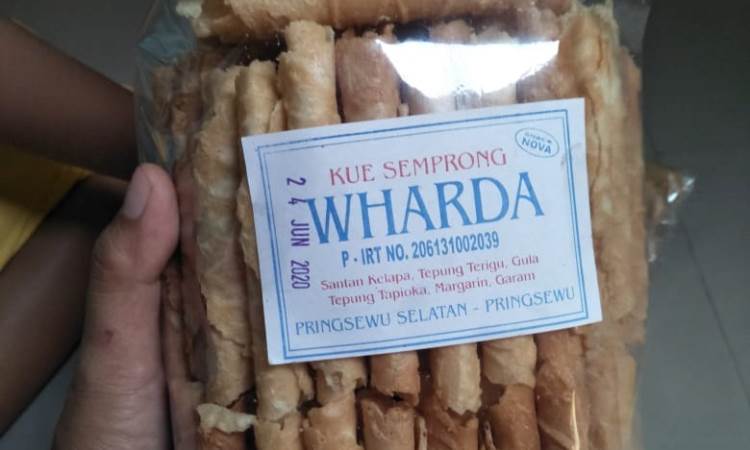 KUE SEMPRONG
NOVA
WHARDA
P - IRT NO. 206131002039
Santan Kelapa, Tepung Terigu, Gula
Tepung Tapioka, Margarin, Garam
PRINGSEWU SELATAN - PRINGSEWU
24 JUN 2020